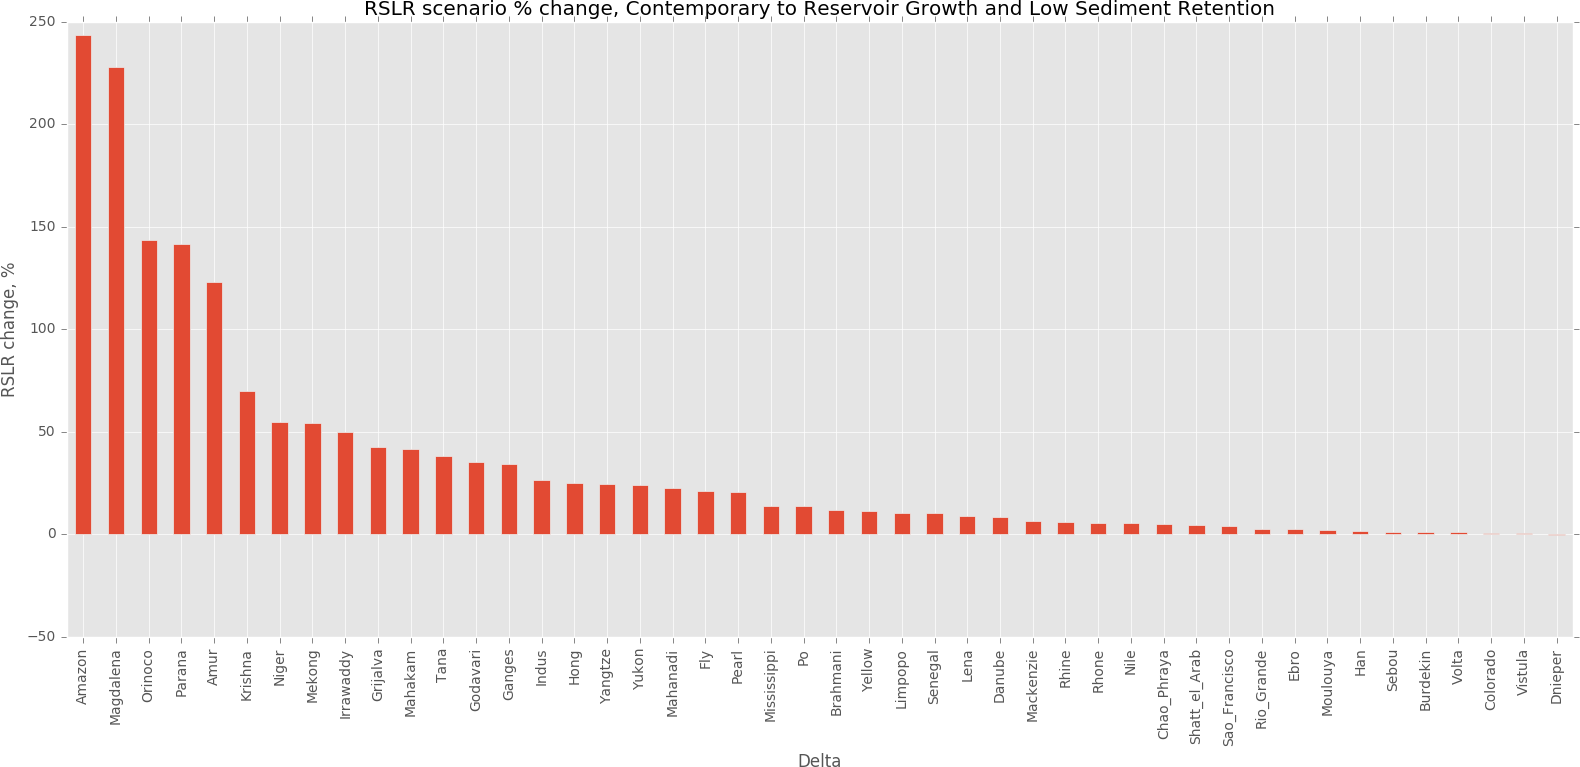 RSLR scenario % change, Contemporary to Reservoir Growth and Low Sediment Retention
250
200
150
100
50
0
−50
RSLR change, %
Amazon
Magdalena
Orinoco
Parana
Amur
Krishna
Niger
Mekong
Irrawaddy
Grijalva
Mahakam
Tana
Godavari
Ganges
Indus
Hong
Yangtze
Yukon
Mahanadi
Fly
Pearl
Mississippi
Po
Brahmani
Yellow
Limpopo
Senegal
Lena
Danube
Mackenzie
Rhine
Rhone
Nile
Chao_Phraya
Shatt_el_Arab
Sao_Francisco
Rio_Grande
Ebro
Moulouya
Han
Sebou
Burdekin
Volta
Colorado
Vistula
Dnieper
Delta